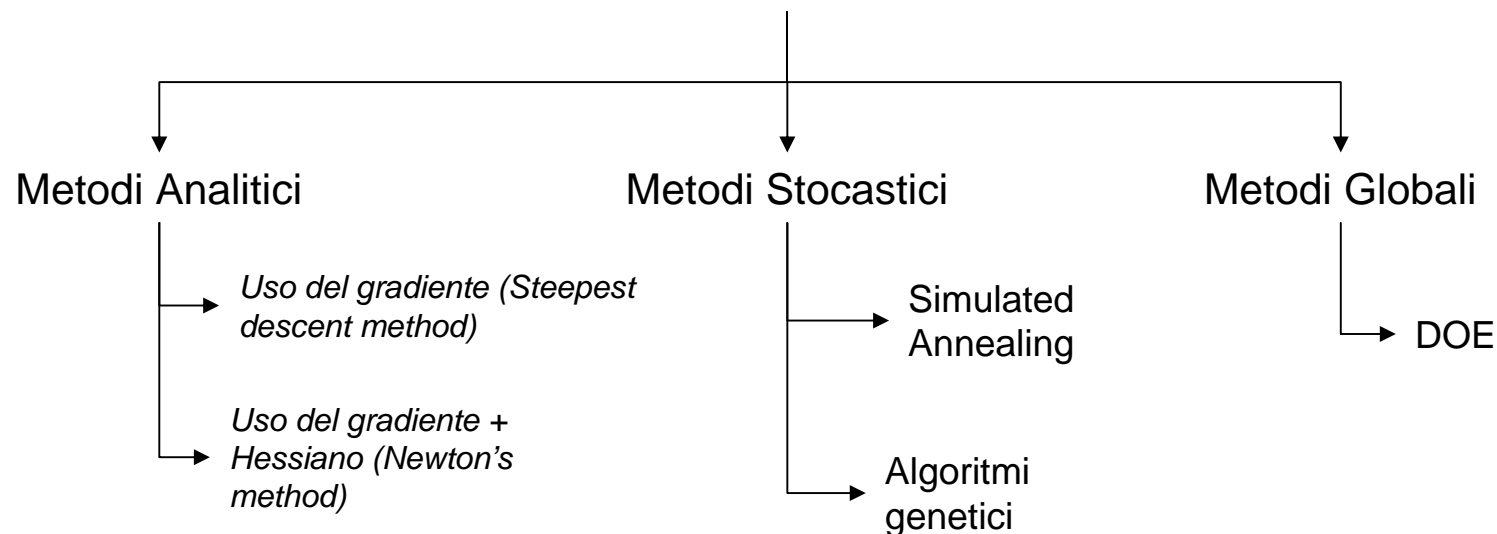 Metodi Analitici
Metodi Stocastici
Metodi Globali
Uso del gradiente (Steepest
descent method)
Simulated
Annealing
DOE
Uso del gradiente +
Hessiano (Newton's
method)
Algoritmi
genetici